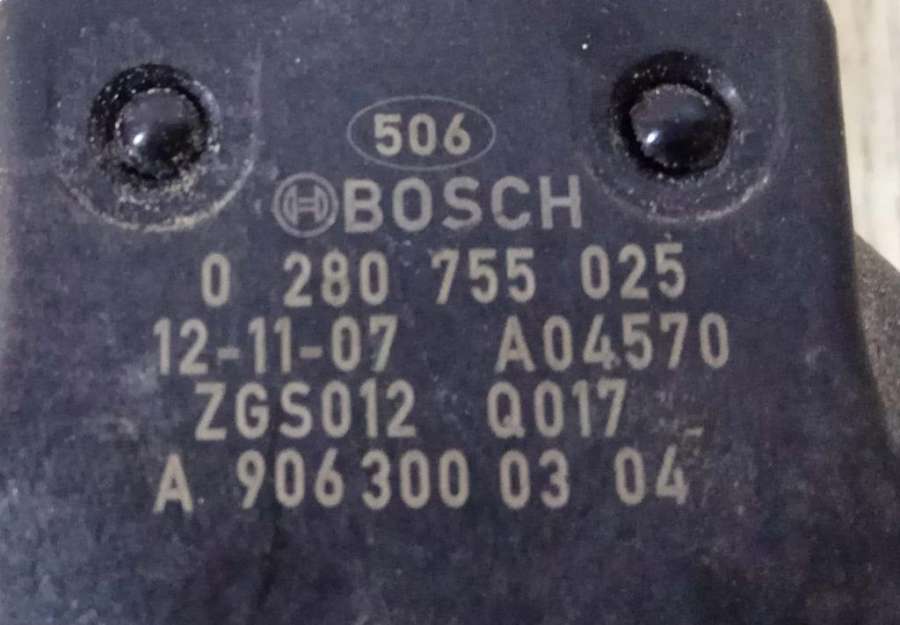 506
BOSCH
0 280 755 025
12-11-07 A04570
ZGS012 Q017
A 906 300 03 04